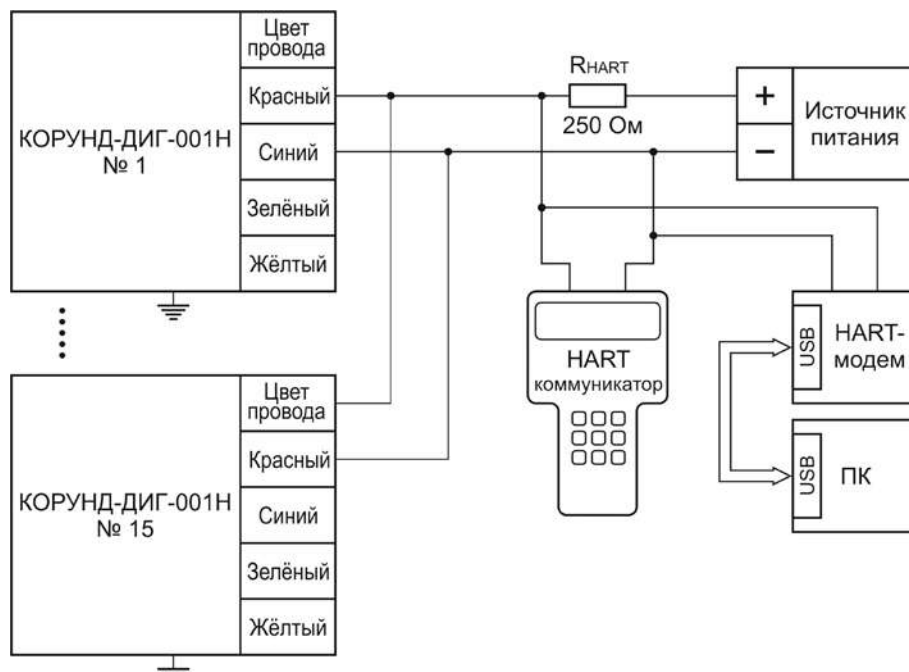 Цвет
провода
Красный
КОРУНД-ДИГ-001Н
№ 1
Синий
Зелёный
Жёлтый
RHART
250 Ом
+
−
Источник
питания
HART
коммуникатор
USB
HART-
модем
USB
ПК
Цвет
провода
Красный
КОРУНД-ДИГ-001Н
№ 15
Синий
Зелёный
Жёлтый